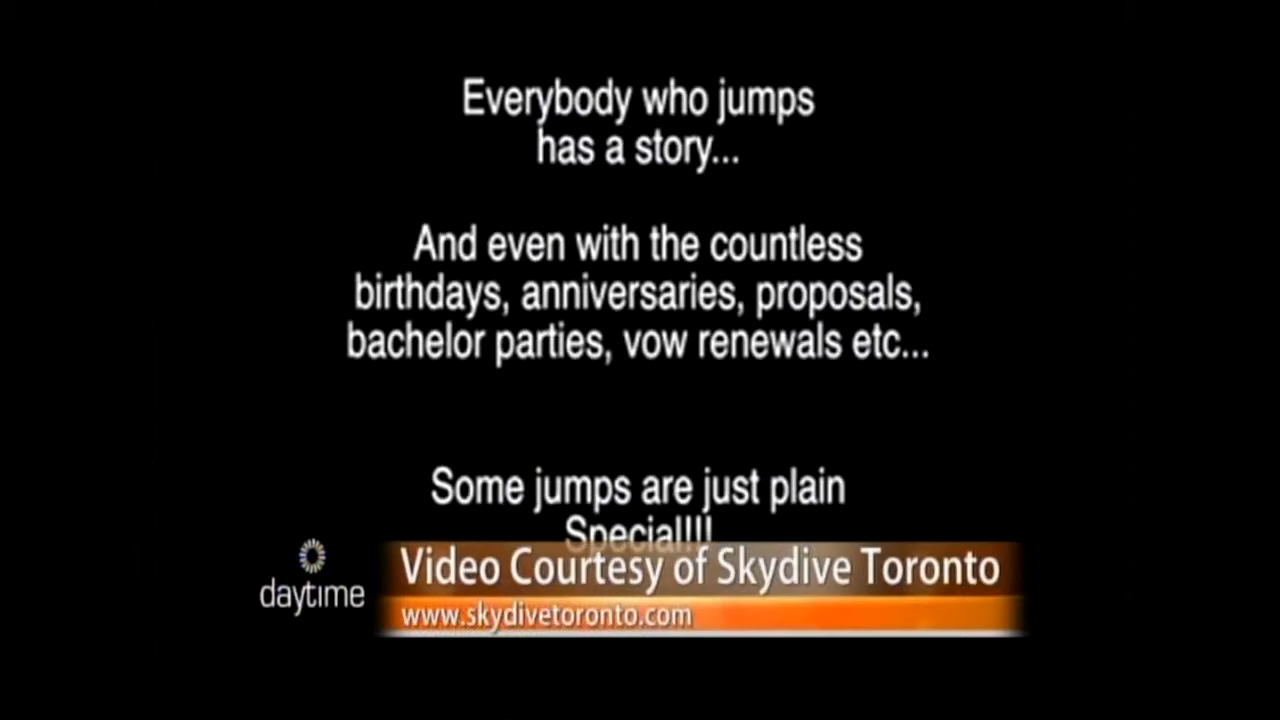 Everybody who jumps
has a story...
And even with the countless
birthdays, anniversaries, proposals,
bachelor parties, vow renewals etc...
Some jumps are just plain
Special!!!!
Video Courtesy of Skydive Toronto
www.skydivetoronto.com
daytime